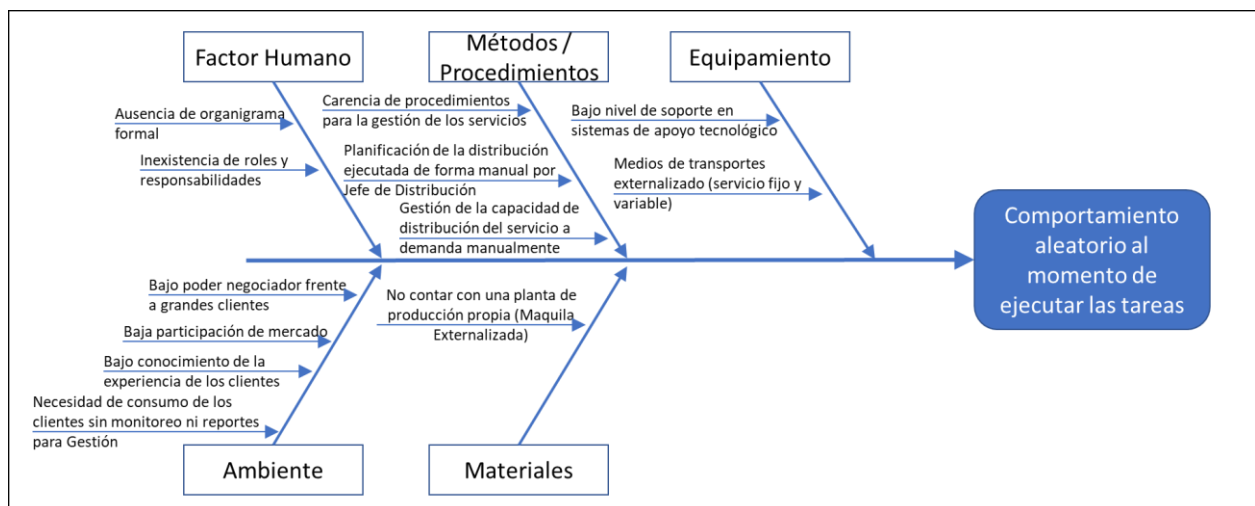 Factor Humano
Métodos /
Procedimientos
Equipamiento
Ausencia de organigrama
formal
Inexistencia de roles y
responsabilidades
Carencia de procedimientos
para la gestión de los servicios
Planificación de la distribución
ejecutada de forma manual por
Jefe de Distribución
Gestión de la capacidad de
distribución del servicio a
demanda manualmente
Bajo nivel de soporte en
sistemas de apoyo tecnológico
Medios de transportes
externalizado (servicio fijo y
variable)
Comportamiento
aleatorio al
momento de
ejecutar las tareas
Bajo poder negociador frente
a grandes clientes
Baja participación de mercado
Bajo conocimiento de la
experiencia de los clientes
Necesidad de consumo de los
clientes sin monitoreo ni reportes
para Gestión
No contar con una planta de
producción propia (Maquila
Externalizada)
Ambiente
Materiales